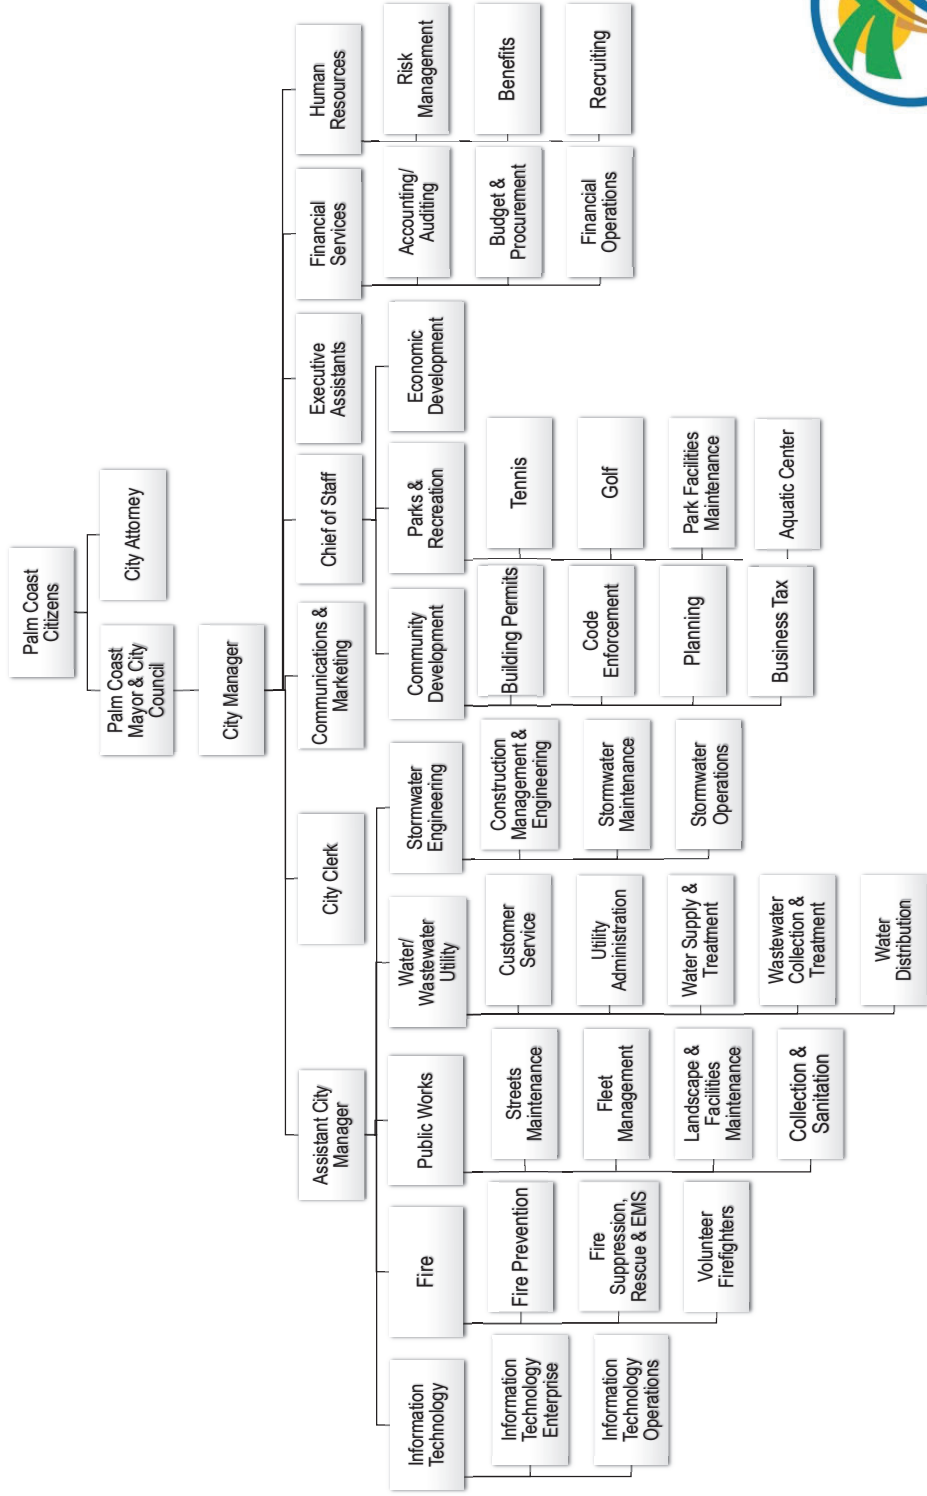 Palm Coast
Citizens
Palm Coast
Mayor & City
Council
City Attorney
City Manager
Assistant City
Manager
City Clerk
Communications &
Marketing
Chief of Staff
Executive
Assistants
Financial
Services
Human
Resources
Information
Technology
Information
Technology
Enterprise
Information
Technology
Operations
Fire
Fire Prevention
Fire
Suppression,
Rescue & EMS
Volunteer
Firefighters
Public Works
Streets
Maintenance
Fleet
Management
Landscape &
Facilities
Maintenance
Collection &
Sanitation
Water/
Wastewater
Utility
Customer
Service
Utility
Administration
Water Supply &
Treatment
Wastewater
Collection &
Treatment
Water
Distribution
Stormwater
Engineering
Construction
Management &
Engineering
Stormwater
Maintenance
Stormwater
Operations
Community
Development
Building Permits
Code
Enforcement
Planning
Business Tax
Parks &
Recreation
Tennis
Golf
Park Facilities
Maintenance
Aquatic Center
Economic
Development
Accounting/
Auditing
Budget &
Procurement
Financial
Operations
Risk
Management
Benefits
Recruiting